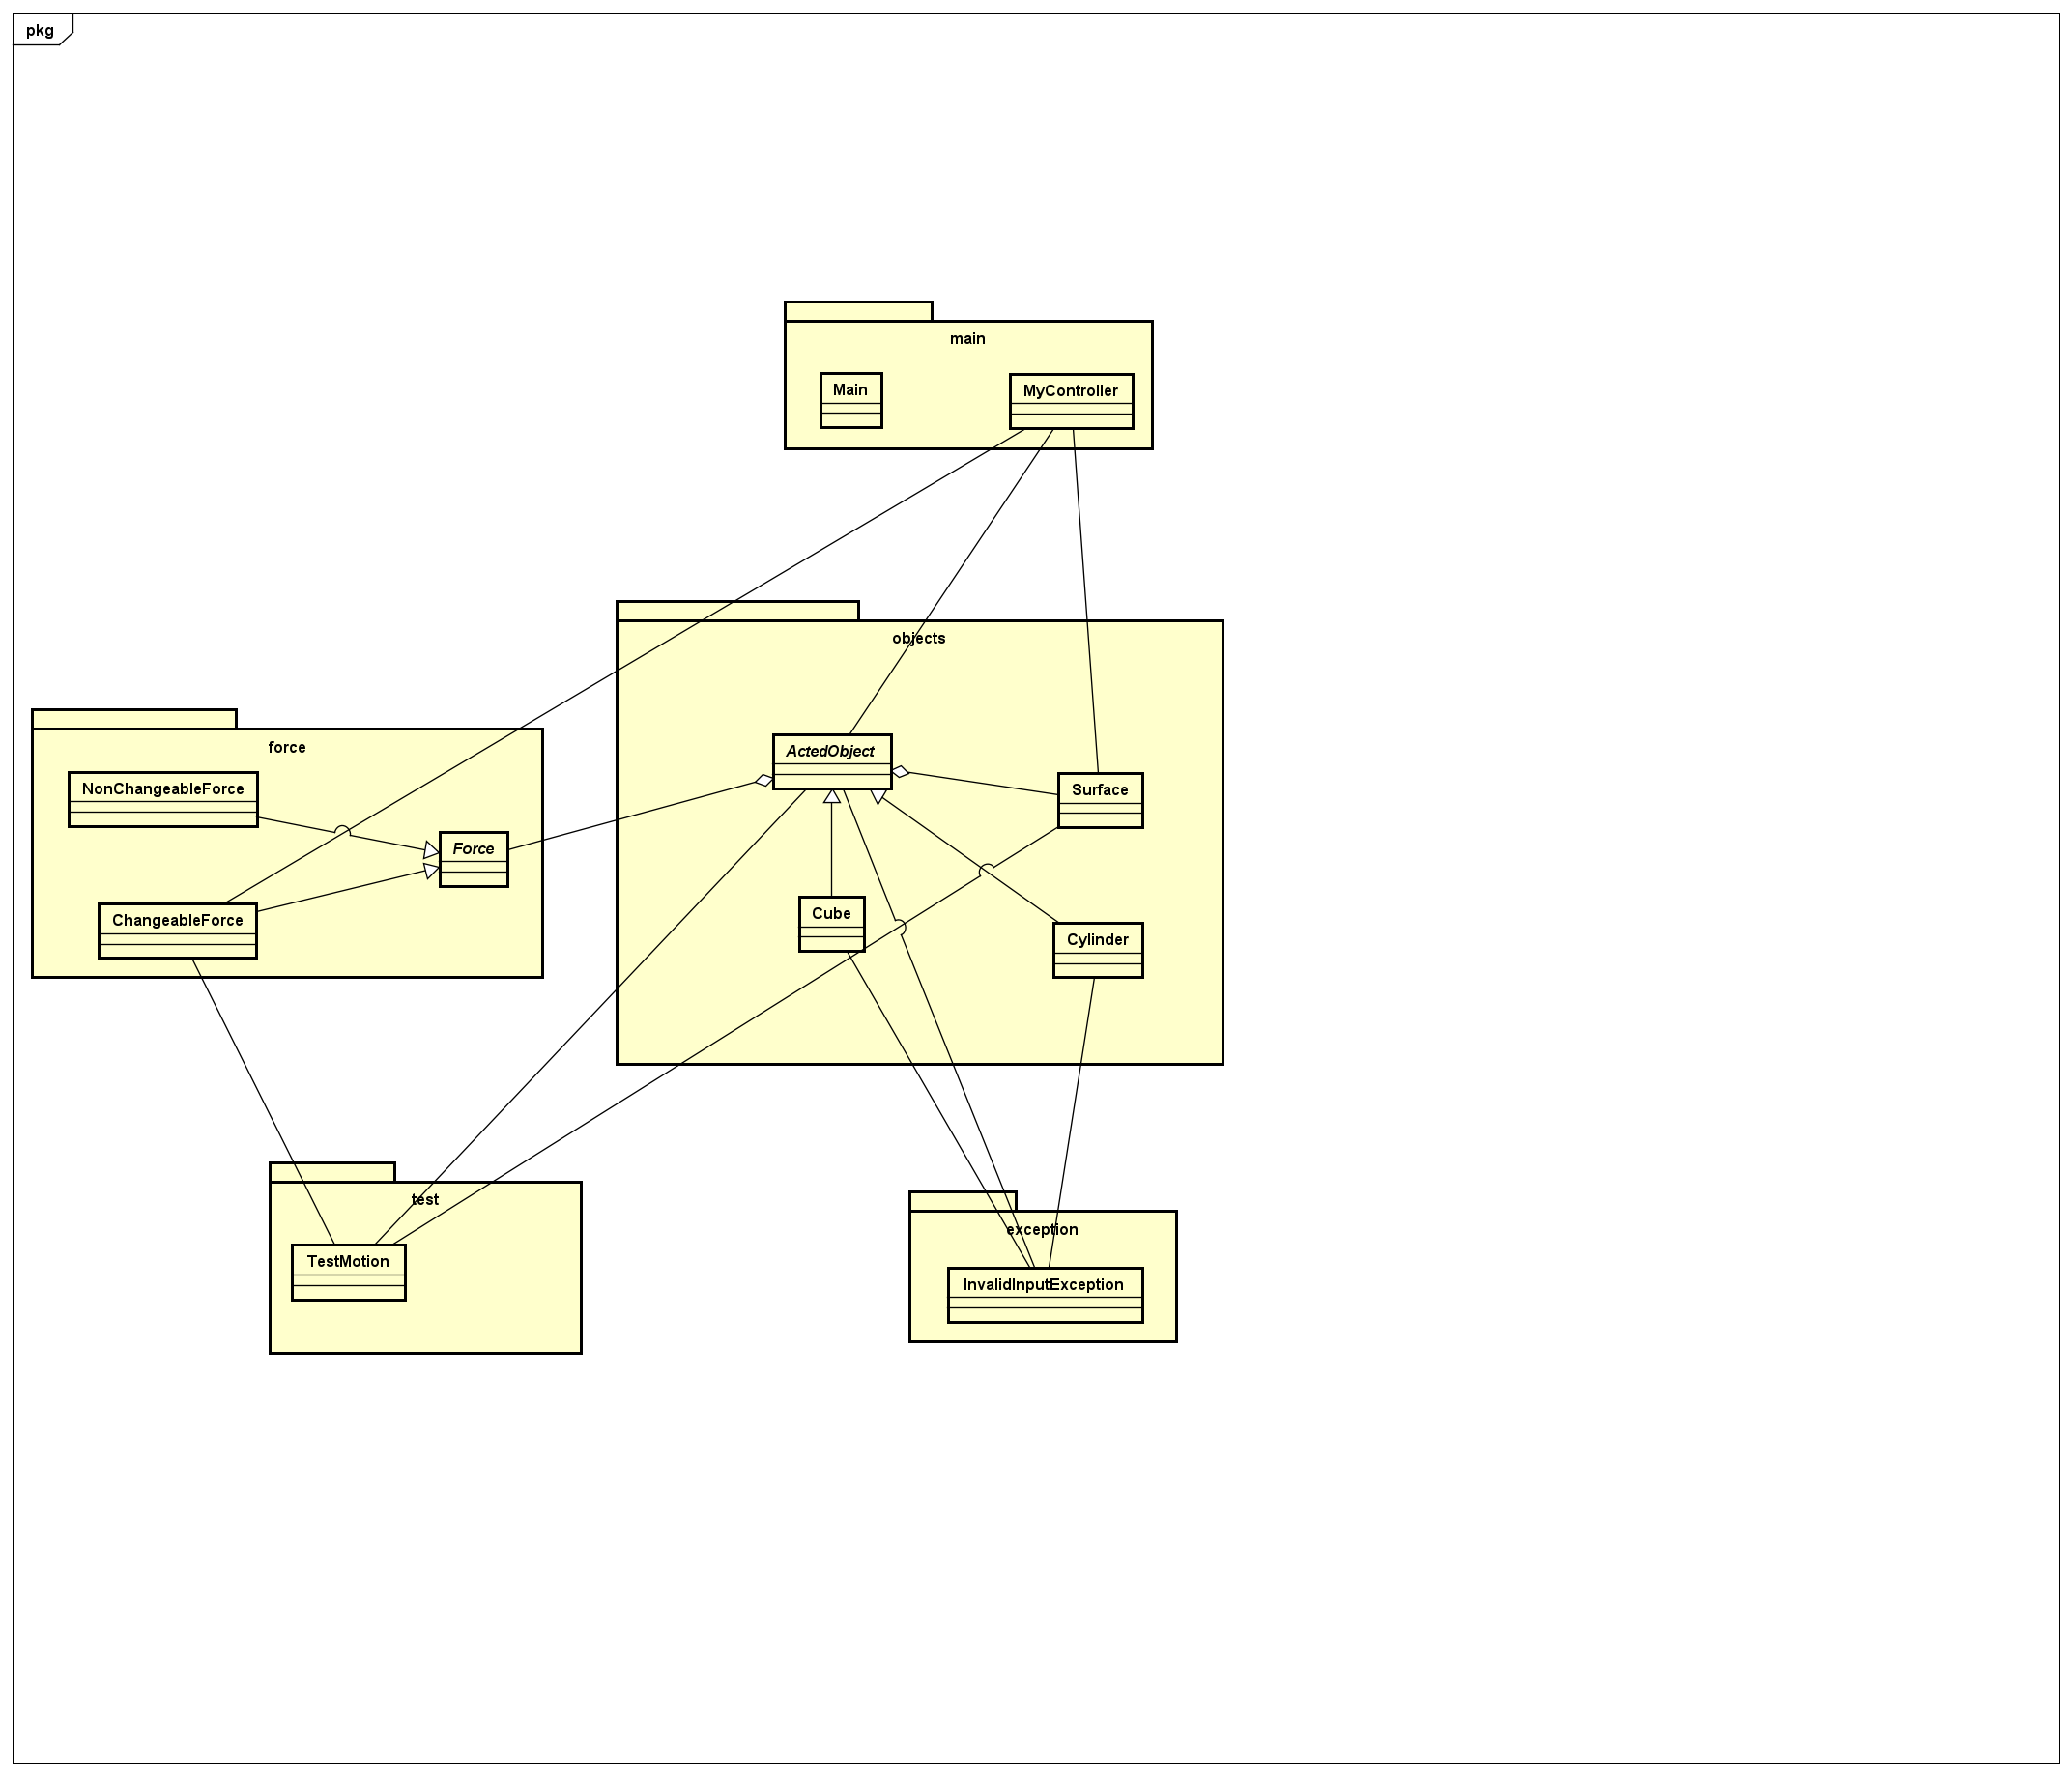 pkg
main
Main
MyController
objects
force
ActedObject
NonChangeableForce
Surface
Force
Cube
ChangeableForce
Cylinder
test
exception
TestMotion
InvalidInputException